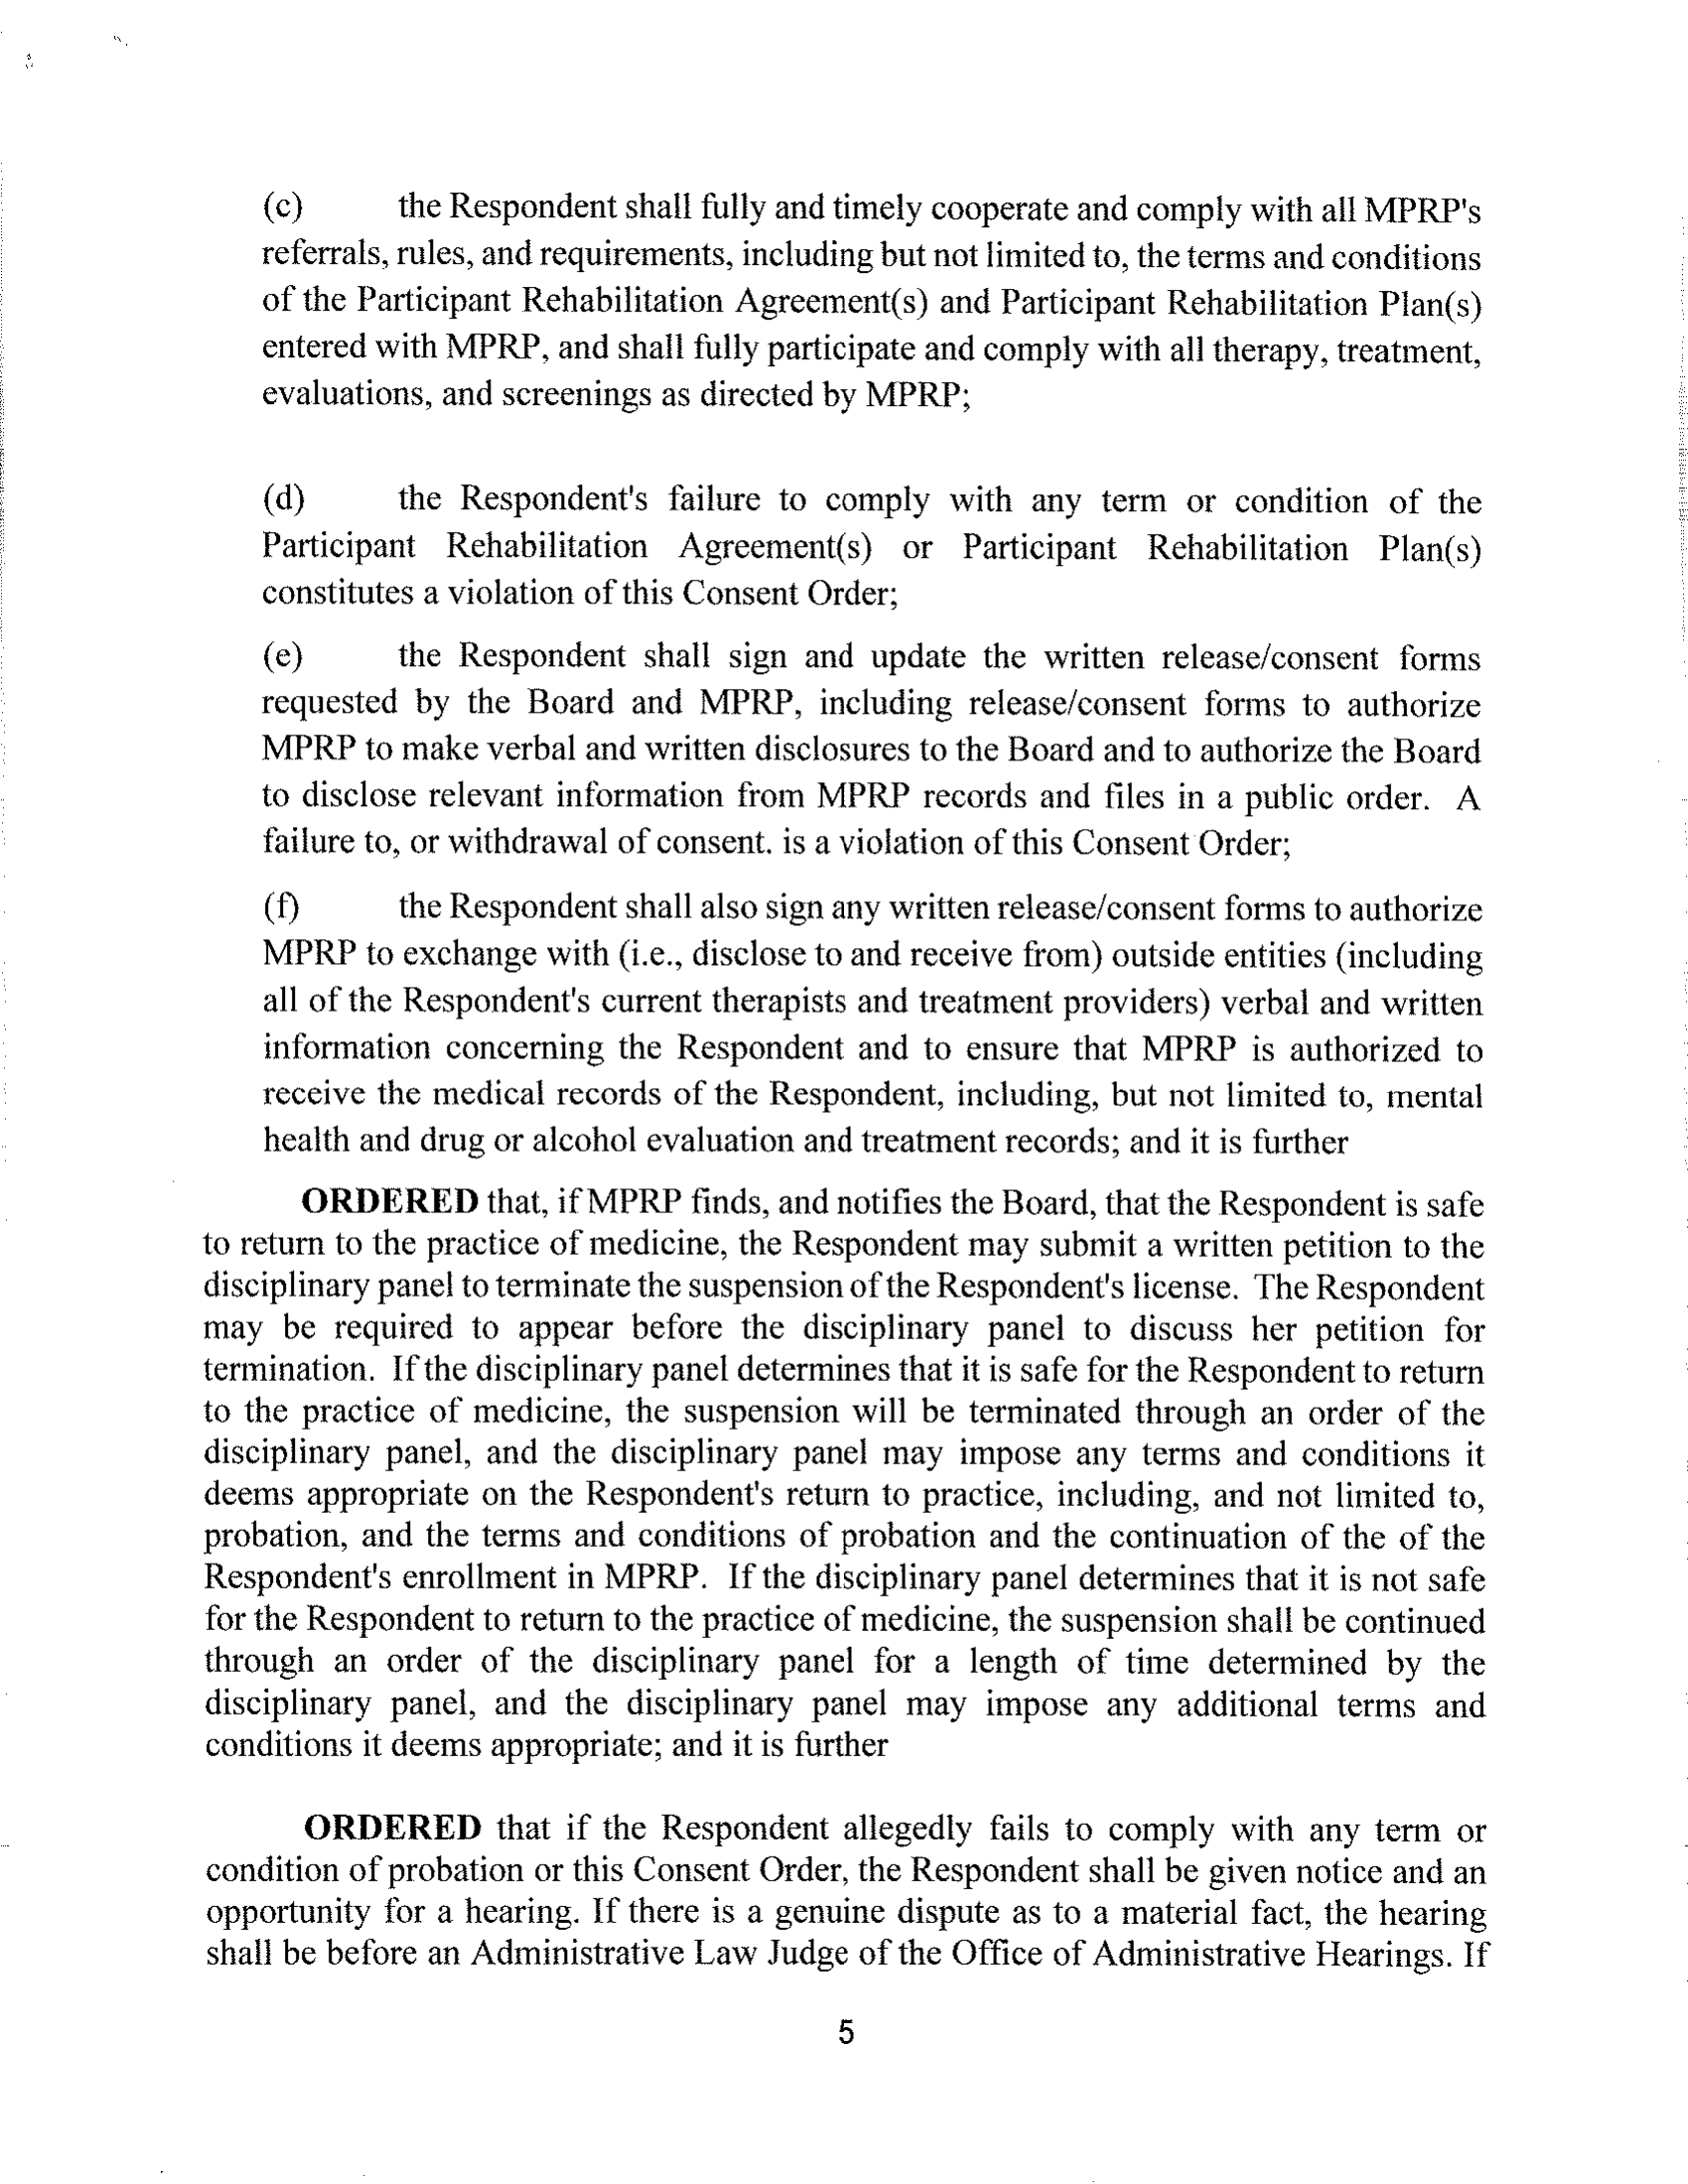 (c) the Respondent shall fully and timely cooperate and comply with all MPRP's
referrals, rules, and requirements, including but not limited to, the terms and conditions
of the Participant Rehabilitation Agreement(s) and Participant Rehabilitation Plan(s)
entered with MPRP, and shall fully participate and comply with all therapy, treatment,
evaluations, and screenings as directed by MPRP;
(d) the Respondent's failure to comply with any term or condition of the
Participant Rehabilitation Agreement(s) or Participant Rehabilitation Plan(s)
constitutes a violation of this Consent Order;
(e) the Respondent shall sign and update the written release/consent forms
requested by the Board and MPRP, including release/consent forms to authorize
MPRP to make verbal and written disclosures to the Board and to authorize the Board
to disclose relevant information from MPRP records and files in a public order. A
failure to, or withdrawal of consent. is a violation of this Consent Order;
(f) the Respondent shall also sign any written release/consent forms to authorize
MPRP to exchange with (i.e., disclose to and receive from) outside entities (including
all of the Respondent's current therapists and treatment providers) verbal and written
information concerning the Respondent and to ensure that MPRP is authorized to
receive the medical records of the Respondent, including, but not limited to, mental
health and drug or alcohol evaluation and treatment records; and it is further
ORDERED that, if MPRP finds, and notifies the Board, that the Respondent is safe
to return to the practice of medicine, the Respondent may submit a written petition to the
disciplinary panel to terminate the suspension of the Respondent's license. The Respondent
may be required to appear before the disciplinary panel to discuss her petition for
termination. If the disciplinary panel determines that it is safe for the Respondent to return
to the practice of medicine, the suspension will be terminated through an order of the
disciplinary panel, and the disciplinary panel may impose any terms and conditions it
deems appropriate on the Respondent's return to practice, including, and not limited to,
probation, and the terms and conditions of probation and the continuation of the of the
Respondent's enrollment in MPRP. If the disciplinary panel determines that it is not safe
for the Respondent to return to the practice of medicine, the suspension shall be continued
through an order of the disciplinary panel for a length of time determined by the
disciplinary panel, and the disciplinary panel may impose any additional terms and
conditions it deems appropriate; and it is further
ORDERED that if the Respondent allegedly fails to comply with any term or
condition of probation or this Consent Order, the Respondent shall be given notice and an
opportunity for a hearing. If there is a genuine dispute as to a material fact, the hearing
shall be before an Administrative Law Judge of the Office of Administrative Hearings. If
5